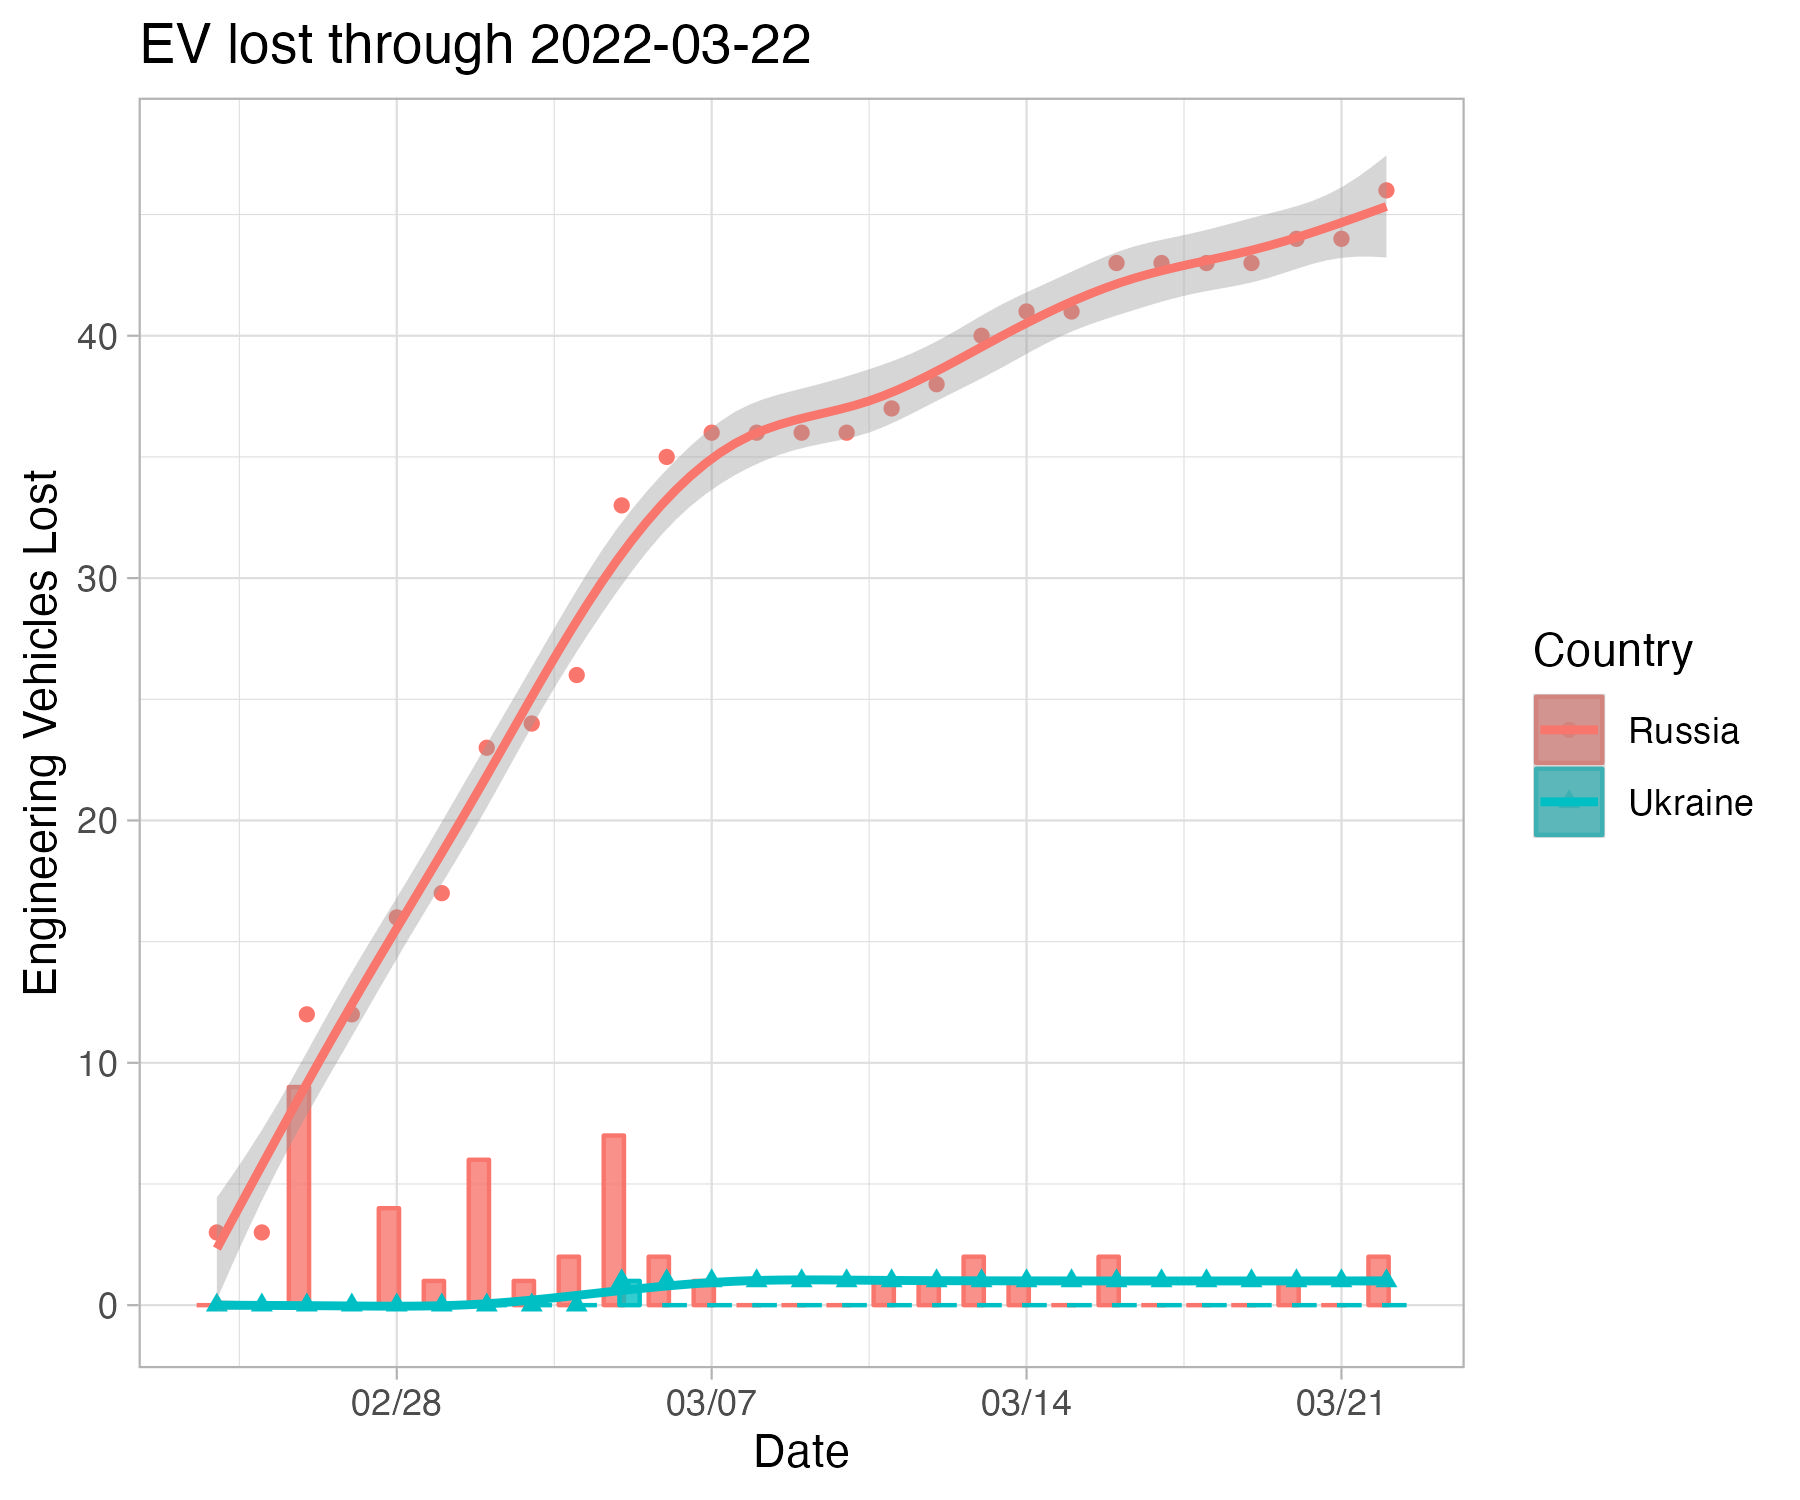 EV lost through 2022-03-22
Engineering Vehicles Lost
40
30
20
10
0
02/28
03/07
03/14
03/21
Date
Country
Russia
Ukraine